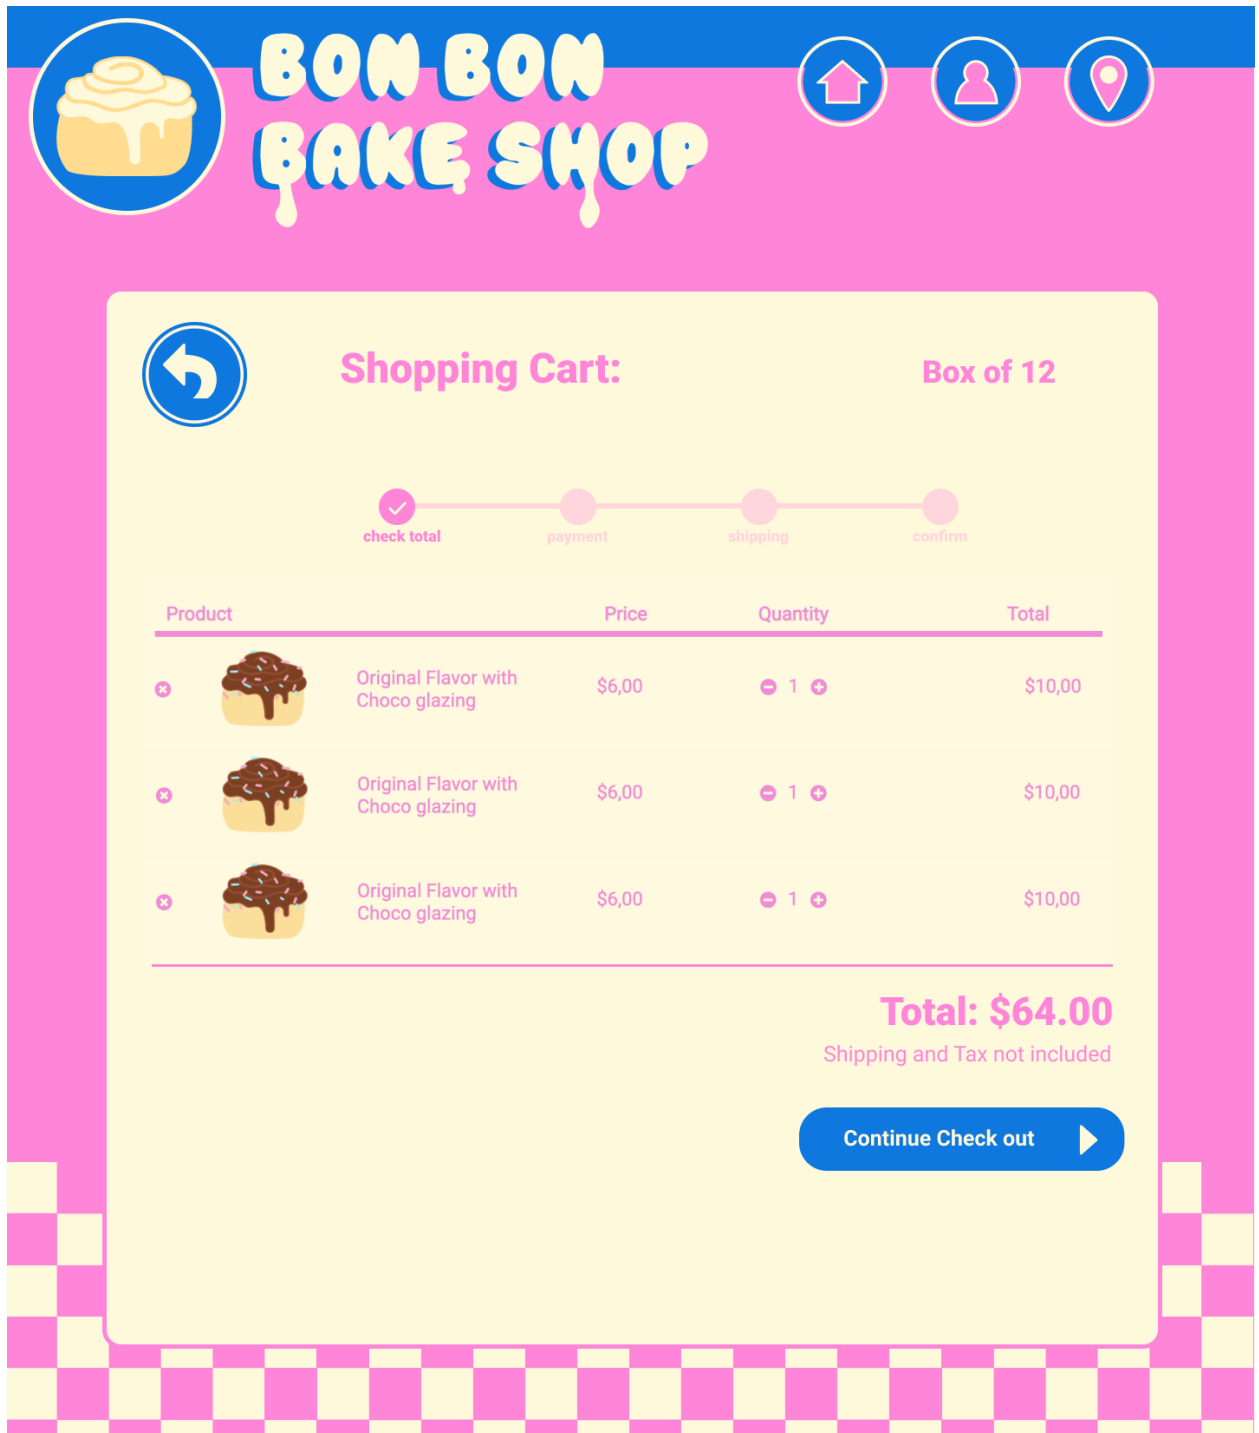 BON BON
BAKE SHOP
Shopping Cart:
Box of 12
check total
payment
shipping
confirm
Product
Price
Quantity
Total
Original Flavor with
Choco glazing
$6,00
1
$10,00
Original Flavor with
Choco glazing
$6,00
1
$10,00
Original Flavor with
Choco glazing
$6,00
1
$10,00
Total: $64.00
Shipping and Tax not included
Continue Check out